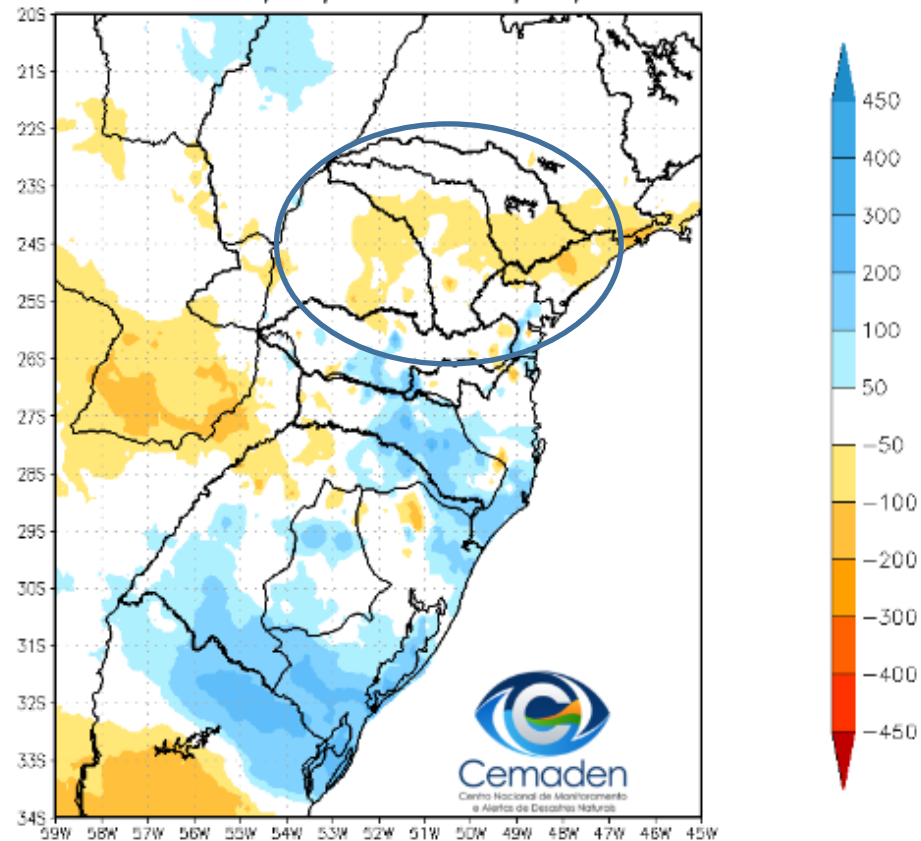 20S
21S
22S
23S
24S
25S
26S
27S
28S
29S
30S
31S
32S
33S
34S
59W 58W 57W 56W 55W 54W 53W 52W 51W 50W 49W 48W 47W 46W 45W
450
400
300
200
100
50
-50
-100
-200
-300
-400
-450
Cemaden
Centro Nacional de Monitoramento
e Alertas de Desastres Naturais